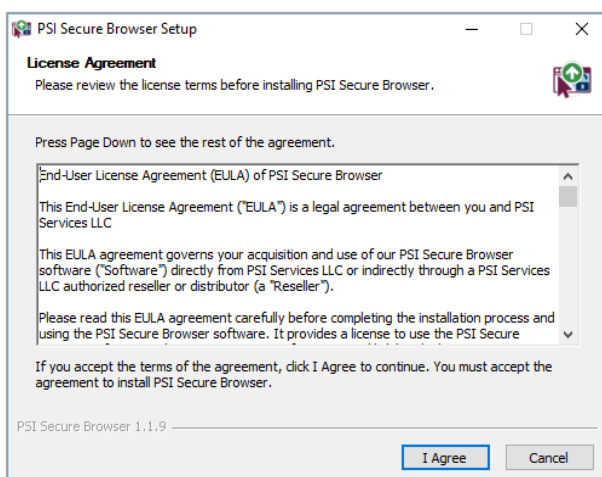 PSI Secure Browser Setup
License Agreement
Please review the license terms before installing PSI Secure Browser.
Press Page Down to see the rest of the agreement.
End-User License Agreement (EULA) of PSI Secure Browser
This End-User License Agreement ("EULA") is a legal agreement between you and PSI
Services LLC
This EULA agreement governs your acquisition and use of our PSI Secure Browser
software ("Software") directly from PSI Services LLC or indirectly through a PSI Services
LLC authorized reseller or distributor (a "Reseller").
Please read this EULA agreement carefully before completing the installation process and
using the PSI Secure Browser software. It provides a license to use the PSI Secure
If you accept the terms of the agreement, click I Agree to continue. You must accept the
agreement to install PSI Secure Browser.
PSI Secure Browser 1.1.9
I Agree
Cancel